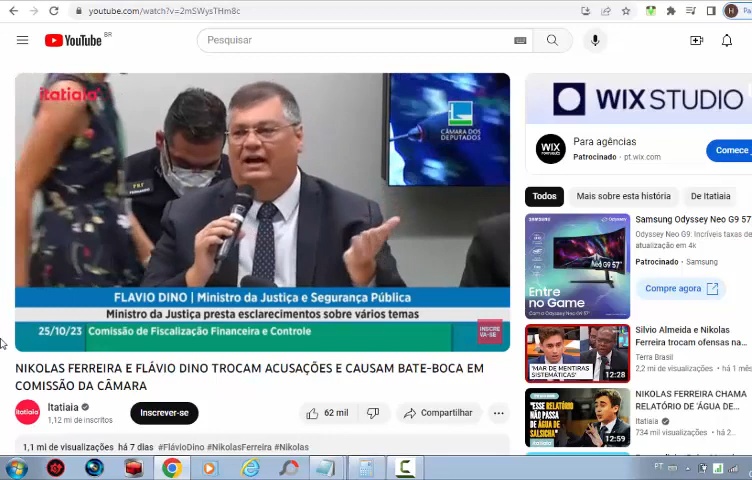 youtube.com/watch?v=2mSWysTHm8c
H
YouTube BR
Pesquisar
itatiaia
CÂMARA DOS
DEPUTADOS
PRF
FLAVIO DINO | Ministro da Justiça e Segurança Pública
Ministro da Justiça presta esclarecimentos sobre vários temas
25/10/23 Comissão de Fiscalização Financeira e Controle
INSCRE
VA-SE
NIKOLAS FERREIRA E FLÁVIO DINO TROCAM ACUSAÇÕES E CAUSAM BATE-BOCA EM
COMISSÃO DA CÂMARA
itatiaia
Itatiaia
1,12 mi de inscritos
Inscrever-se
62 mil
Compartilhar
1,1 mi de visualizações há 7 dias #FlávioDino #NikolasFerreira #Nikolas
WIX STUDIO
WIX
Para agências
Patrocinado · pt.wix.com
Comece
Todos
Mais sobre esta história
De Itatiaia
SAMSUNG
Entre
no Game
Samsung Odyssey Neo G9 57"
Odyssey Neo G9. Incríveis taxas de
atualização em 4k
Patrocinado · Samsung
Compre agora
"MAR DE MENTIRAS
SISTEMÁTICAS"
12:28
Silvio Almeida e Nikolas
Ferreira trocam ofensas na...
Terra Brasil
2,2 mi de visualizações · há 1 mês
"ESSE
RELATÓRIO
NÃO PASSA
DE ÁGUA DE
SALSICHA"
12:59
NIKOLAS FERREIRA CHAMA
RELATÓRIO DE 'ÁGUA DE...
Itatiaia
734 mil visualizações · há 2...
PT